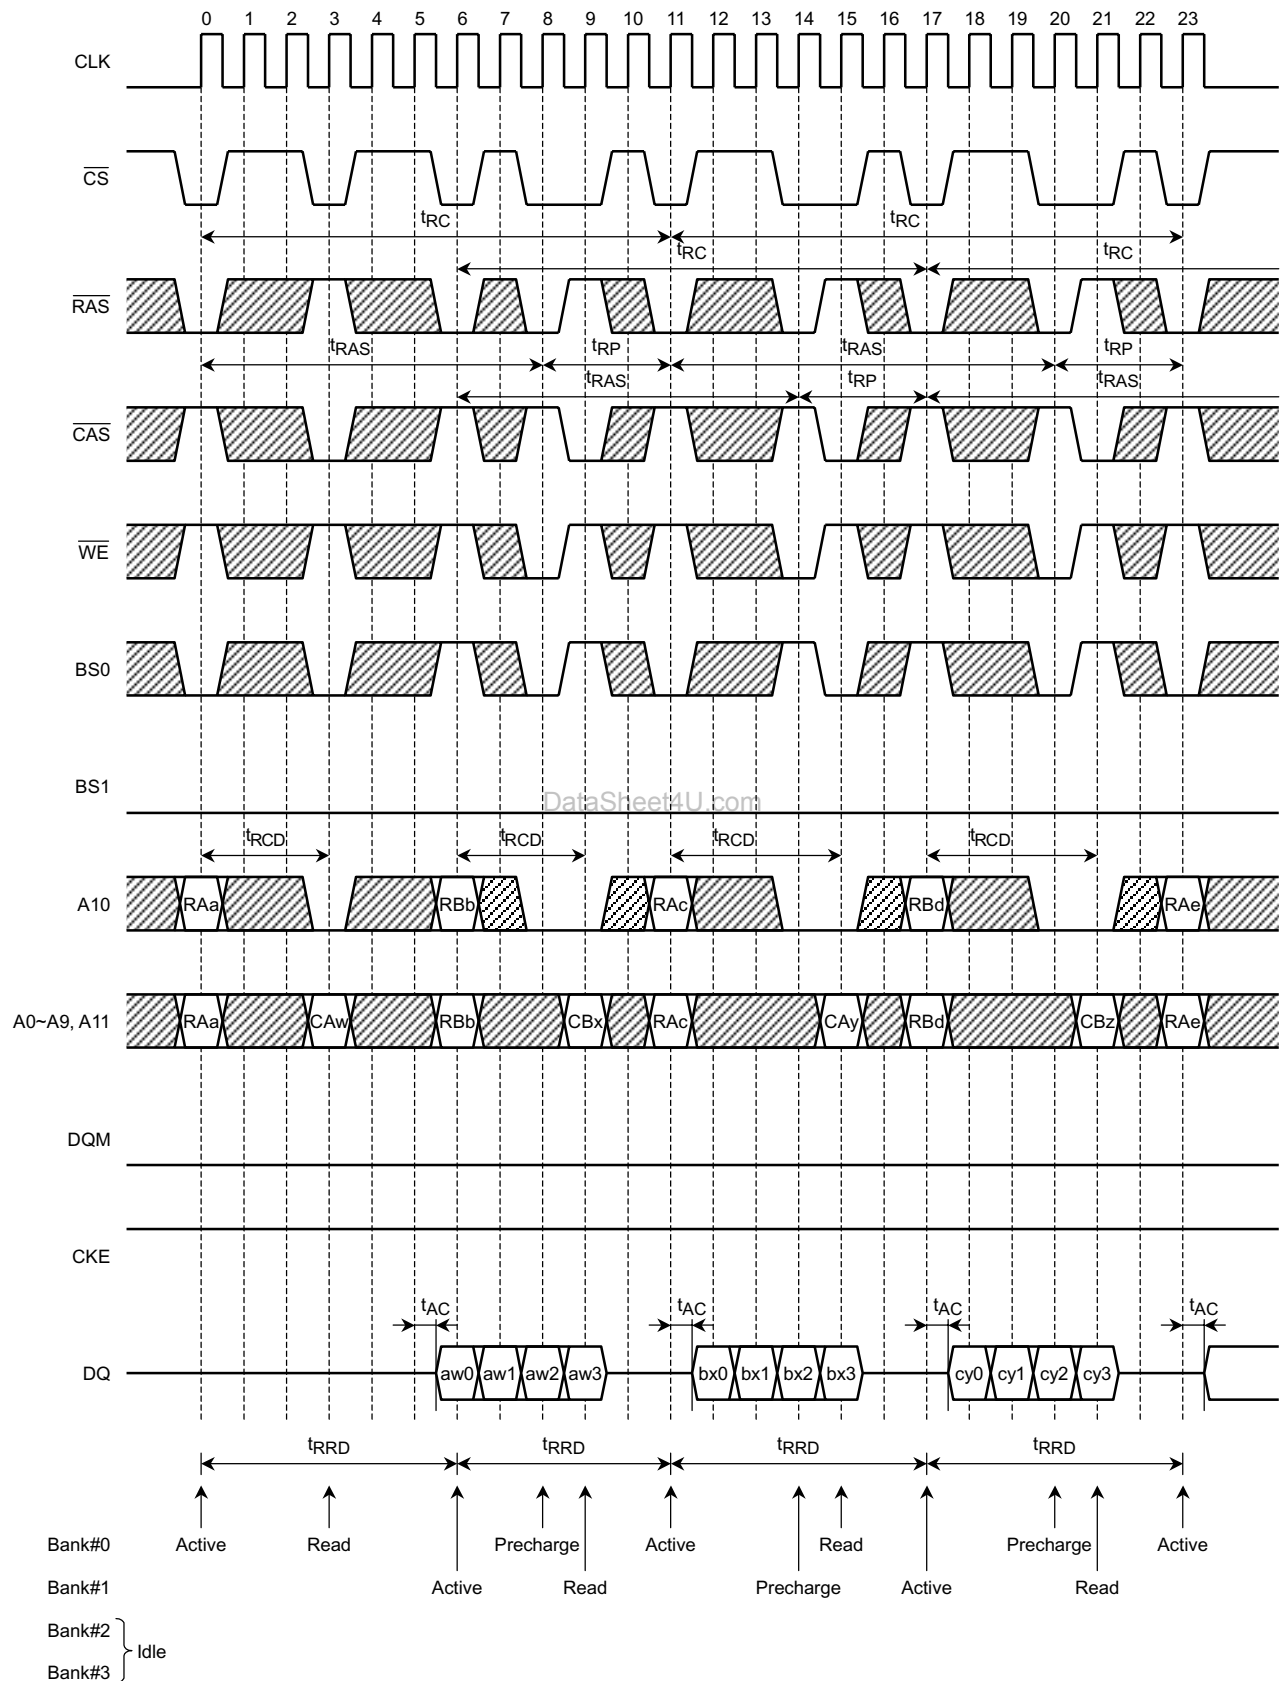 0 1 2 3 4 5 6 7 8 9 10 11 12 13 14 15 16 17 18 19 20 21 22 23
CLK
CS
tRC tRC
tRC tRC
RAS
tRAS tRP tRAS tRP
tRAS tRP tRAS
CAS
WE
BS0
BS1
DataSheet4U.com
tRCD tRCD tRCD tRCD
A10 RAa RBb RAc RBd RAe
A0~A9, A11 RAa CAw RBb CBx RAc CAy RBd CBz RAe
DQM
CKE
tAC tAC tAC tAC
DQ aw0 aw1 aw2 aw3 bx0 bx1 bx2 bx3 cy0 cy1 cy2 cy3
tRRD tRRD tRRD tRRD
Bank#0 Active Read Precharge Active Read Precharge Active
Bank#1 Active Read Precharge Active Read
Bank#2
Idle
Bank#3